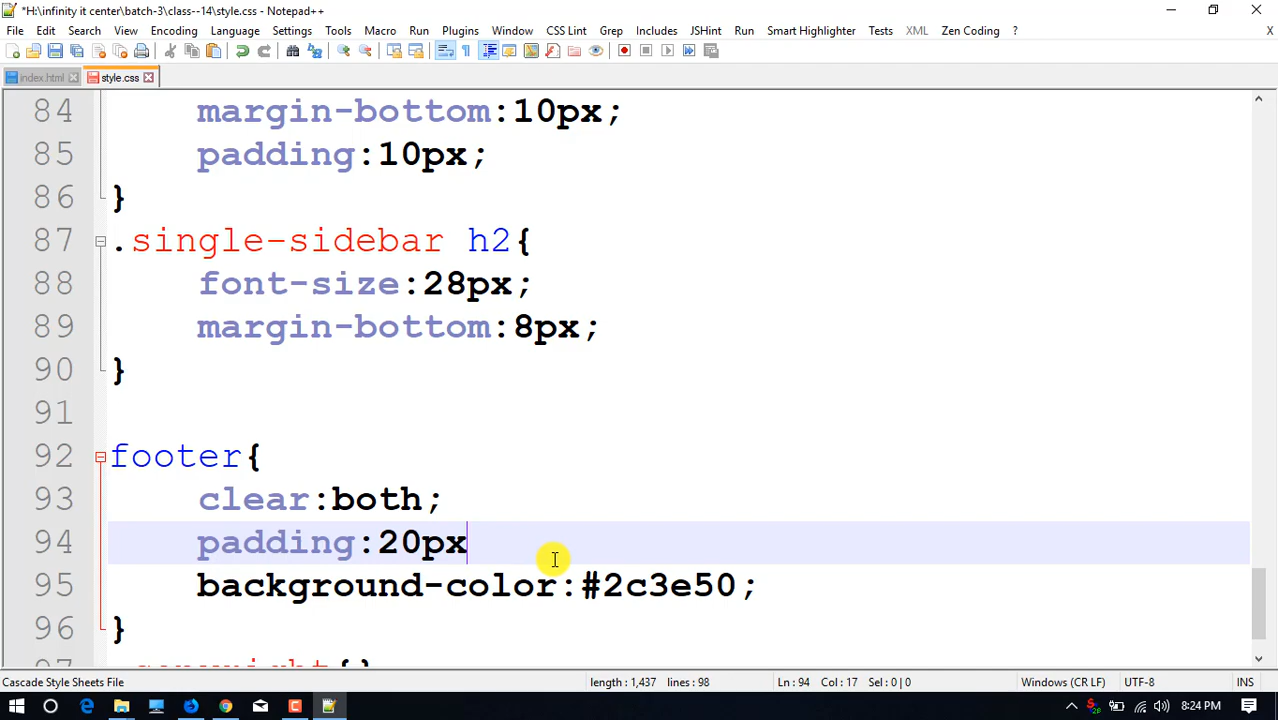 *H:\infinity it center\batch-3\class--14\style.css - Notepad++
File Edit Search View Encoding Language Settings Tools Macro Run Plugins Window CSS Lint Grep Includes JSHint Run Smart Highlighter Tests XML Zen Coding ? X
index.html style.css
84 margin-bottom:10px;
85 padding:10px;
86 }
87 .single-sidebar h2{
88 font-size:28px;
89 margin-bottom:8px;
90 }
91
92 footer{
93 clear:both;
94 padding:20px
95 background-color:#2c3e50;
96 }
Cascade Style Sheets File length : 1,437 lines : 98 Ln : 94 Col : 17 Sel : 0 | 0 Windows (CR LF) UTF-8 INS
8:24 PM